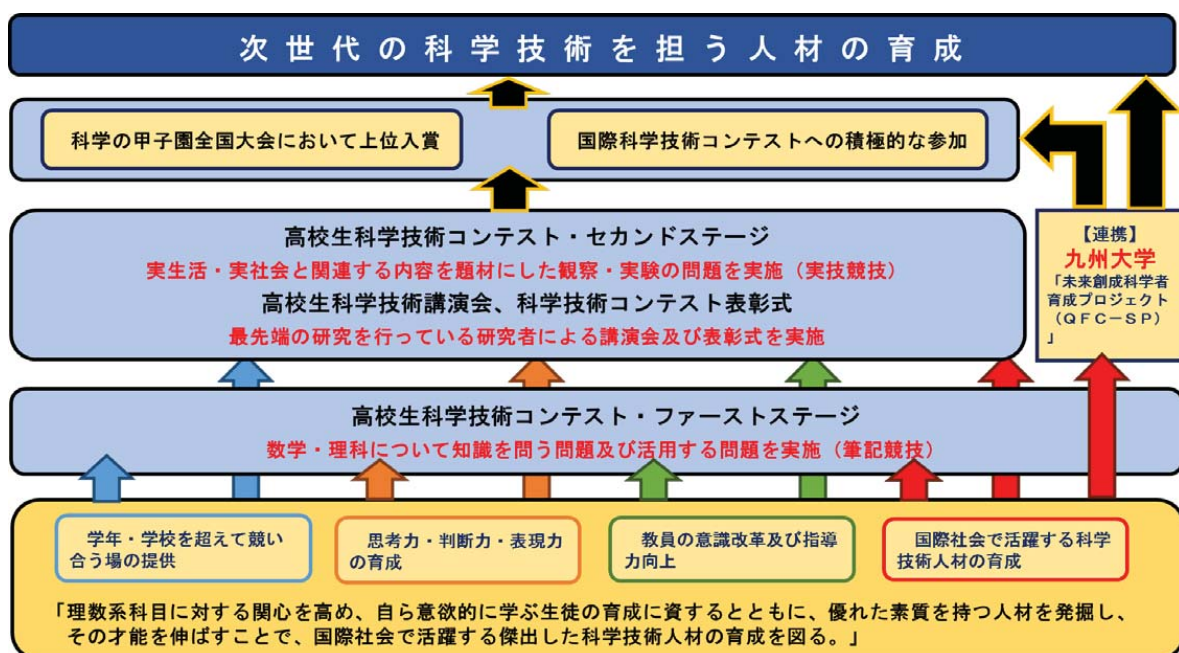 次世代の科学技術を担う人材の育成
科学の甲子園全国大会において上位入賞
国際科学技術コンテストへの積極的な参加
高校生科学技術コンテスト・セカンドステージ
実生活・実社会と関連する内容を題材にした観察・実験の問題を実施（実技競技）
高校生科学技術講演会、科学技術コンテスト表彰式
最先端の研究を行っている研究者による講演会及び表彰式を実施
【連携】
九州大学
「未来創成科学者
育成プロジェクト
（ＱＦＣ－ＳＰ）
」
高校生科学技術コンテスト・ファーストステージ
数学・理科について知識を問う問題及び活用する問題を実施（筆記競技）
学年・学校を超えて競い
合う場の提供
思考力・判断力・表現力
の育成
教員の意識改革及び指導
力向上
国際社会で活躍する科学
技術人材の育成
「理数系科目に対する関心を高め、自ら意欲的に学ぶ生徒の育成に資するとともに、優れた素質を持つ人材を発掘し、
その才能を伸ばすことで、国際社会で活躍する傑出した科学技術人材の育成を図る。」